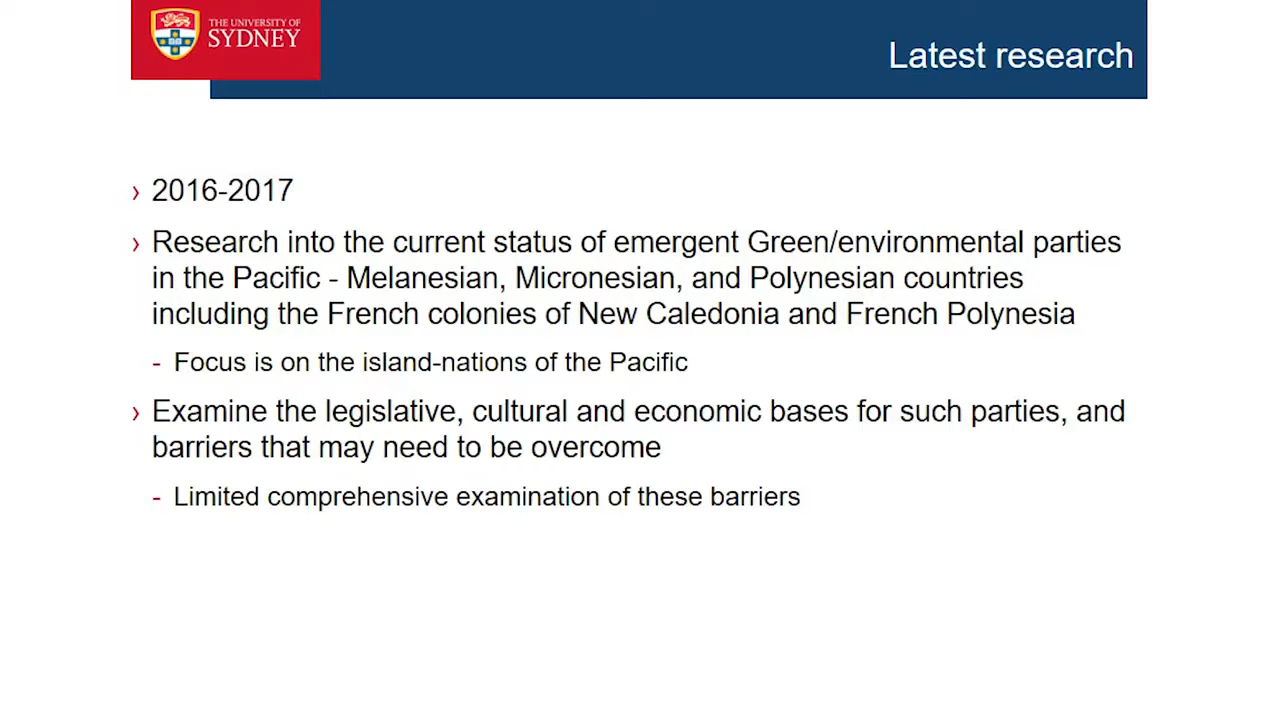 THE UNIVERSITY OF
SYDNEY
Latest research
› 2016-2017
› Research into the current status of emergent Green/environmental parties
in the Pacific - Melanesian, Micronesian, and Polynesian countries
including the French colonies of New Caledonia and French Polynesia
- Focus is on the island-nations of the Pacific
› Examine the legislative, cultural and economic bases for such parties, and
barriers that may need to be overcome
- Limited comprehensive examination of these barriers